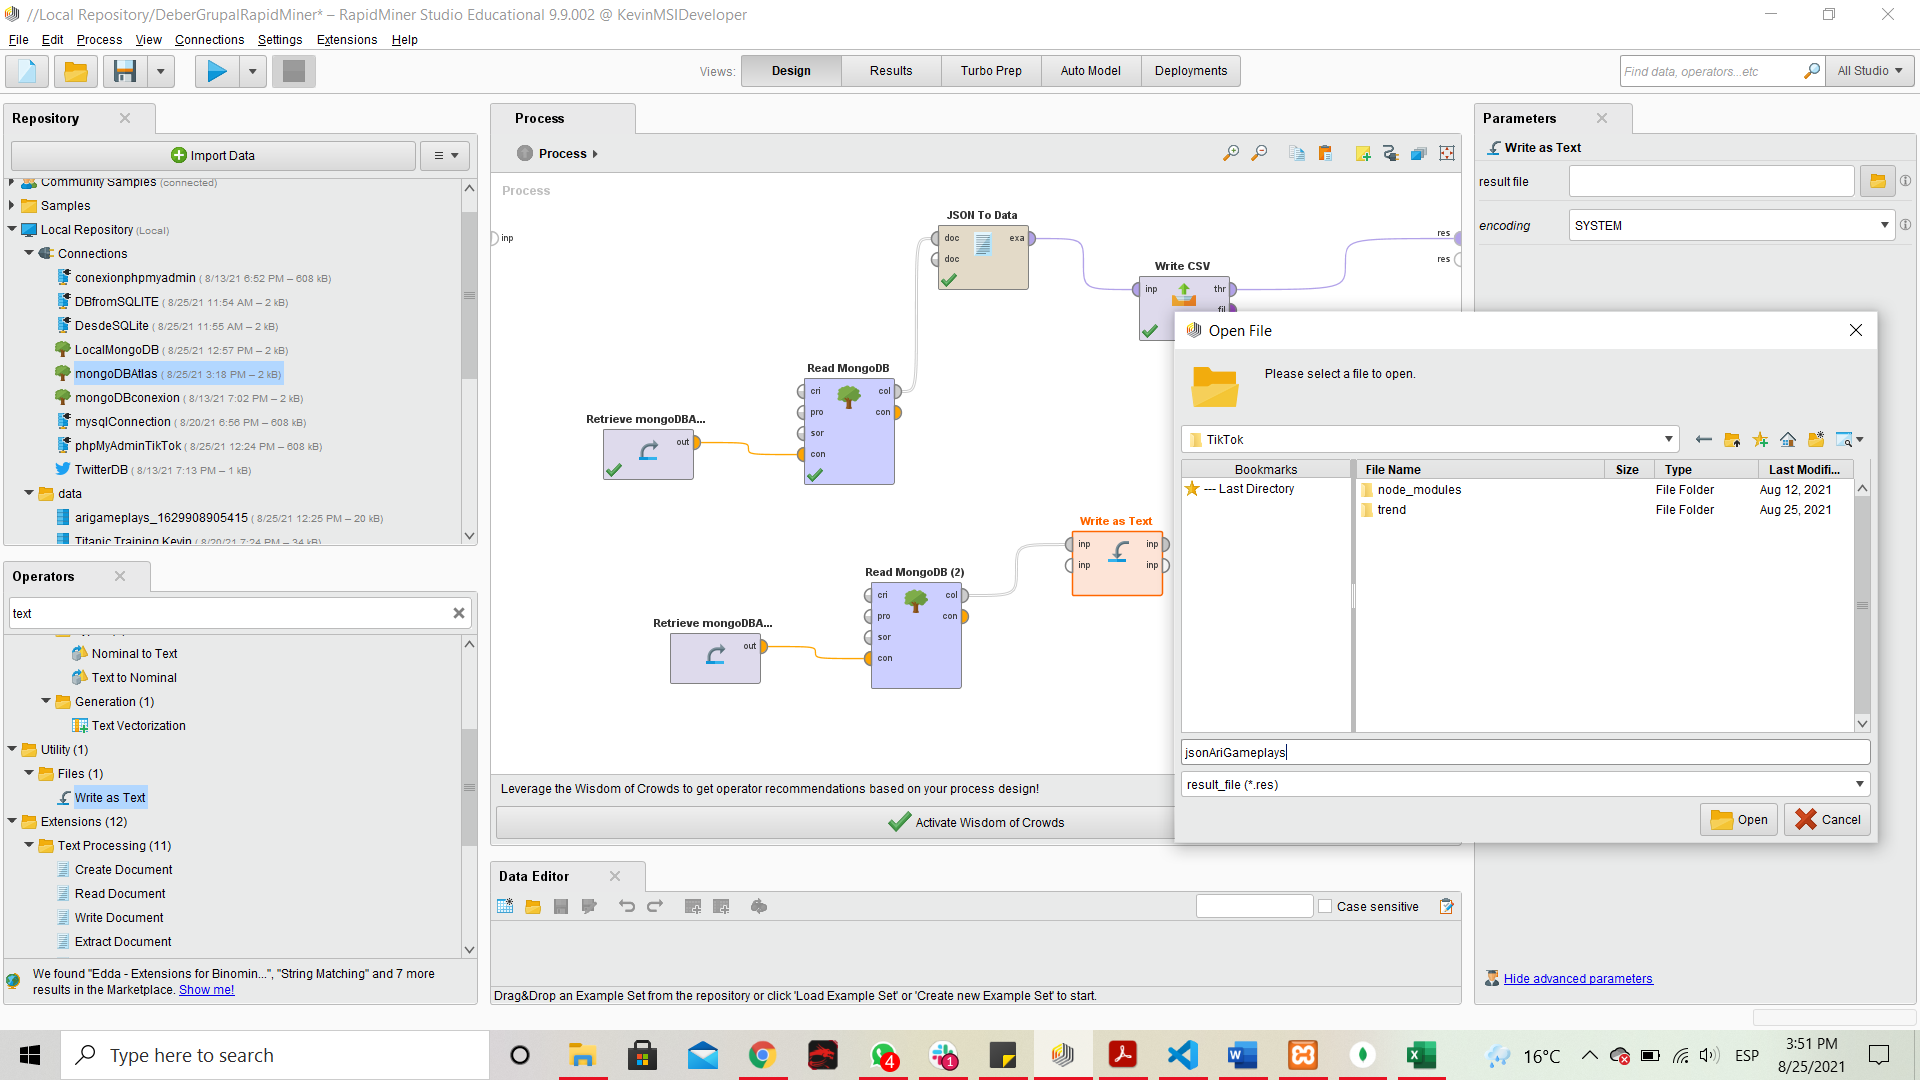 //Local Repository/DeberGrupalRapidMiner* – RapidMiner Studio Educational 9.9.002 @ KevinMSIDeveloper
File Edit Process View Connections Settings Extensions Help
Views: Design Results Turbo Prep Auto Model Deployments
Find data, operators...etc All Studio
Repository
Import Data
Community Samples (connected)
Samples
Local Repository (Local)
Connections
conexionphpmyadmin ( 8/13/21 6:52 PM – 608 kB)
DBfromSQLITE ( 8/25/21 11:54 AM – 2 kB)
DesdeSQLite ( 8/25/21 11:55 AM – 2 kB)
LocalMongoDB ( 8/25/21 12:57 PM – 2 kB)
mongoDBAtlas ( 8/25/21 3:18 PM – 2 kB)
mongoDBconexion ( 8/13/21 7:02 PM – 2 kB)
mysqlConnection ( 8/20/21 6:56 PM – 608 kB)
phpMyAdminTikTok ( 8/25/21 12:24 PM – 608 kB)
TwitterDB ( 8/13/21 7:13 PM – 1 kB)
data
arigameplays_1629908905415 ( 8/25/21 12:25 PM – 20 kB)
Titanic Training Kevin ( 8/20/21 7:24 PM – 34 kB)
Operators
text
Nominal to Text
Text to Nominal
Generation (1)
Text Vectorization
Utility (1)
Files (1)
Write as Text
Extensions (12)
Text Processing (11)
Create Document
Read Document
Write Document
Extract Document
We found "Edda - Extensions for Binomin...", "String Matching" and 7 more
results in the Marketplace. Show me!
Process
Process
Process
inp
JSON To Data
doc exa
doc
Write CSV
inp thr
fil
res
res
Read MongoDB
cri col
pro con
sor
con
Retrieve mongoDBA...
out
Write as Text
inp inp
inp inp
Read MongoDB (2)
cri col
pro con
sor
con
Retrieve mongoDBA...
out
Leverage the Wisdom of Crowds to get operator recommendations based on your process design!
Activate Wisdom of Crowds
Data Editor
Case sensitive
Drag&Drop an Example Set from the repository or click 'Load Example Set' or 'Create new Example Set' to start.
Parameters
Write as Text
result file
encoding SYSTEM
Hide advanced parameters
Open File
Please select a file to open.
TikTok
Bookmarks File Name Size Type Last Modifi...
--- Last Directory
node_modules File Folder Aug 12, 2021
trend File Folder Aug 25, 2021
jsonAriGameplays
result_file (*.res)
Open Cancel
Type here to search
4
1
16°C
ESP
3:51 PM
8/25/2021